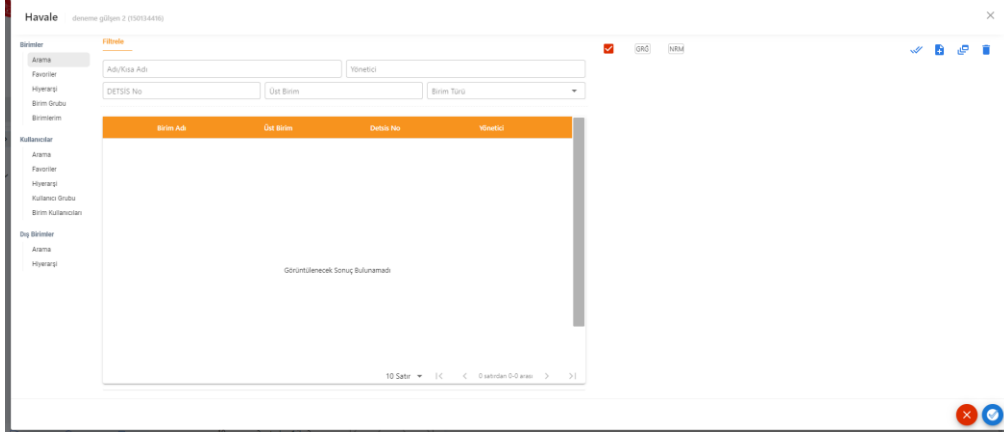 Havale deneme gülşen 2 (150134416)
Birimler
Arama
Favoriler
Hiyerarşi
Birim Grubu
Birimlerim
Kullanıcılar
Arama
Favoriler
Hiyerarşi
Kullanıcı Grubu
Birim Kullanıcıları
Dış Birimler
Arama
Hiyerarşi
Filtrele
Adı/Kısa Adı Yönetici
DETSİS No Üst Birim Birim Türü
Birim Adı Üst Birim Detsis No Yönetici
Görüntülenecek Sonuç Bulunamadı
10 Satır 0 satırdan 0-0 arası
GRĞ NRM